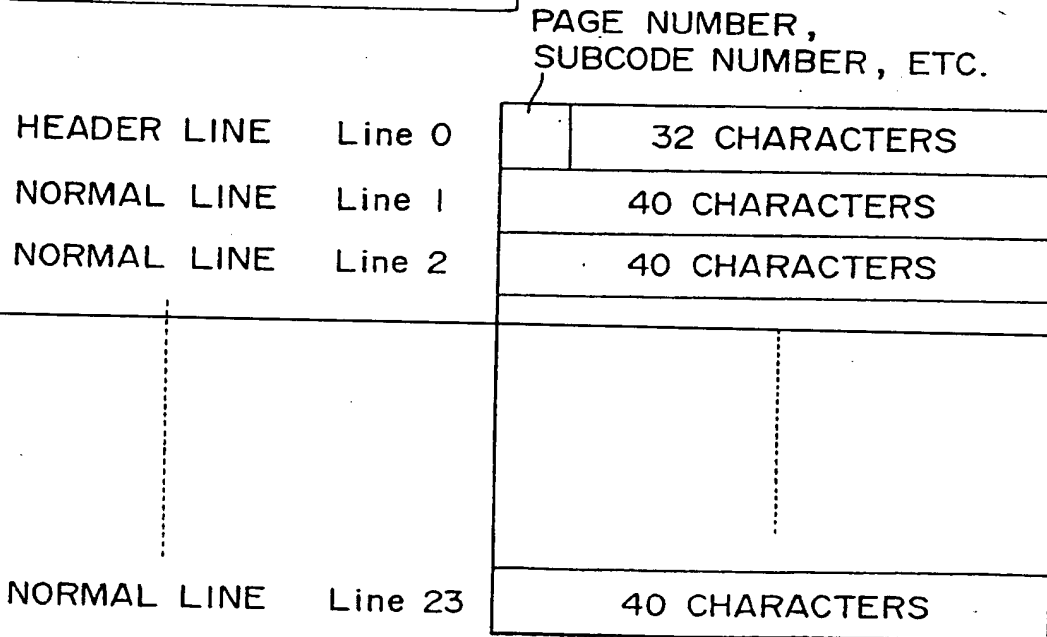 PAGE NUMBER,
SUBCODE NUMBER, ETC.
HEADER LINE Line 0 32 CHARACTERS
NORMAL LINE Line 1 40 CHARACTERS
NORMAL LINE Line 2 40 CHARACTERS
NORMAL LINE Line 23 40 CHARACTERS